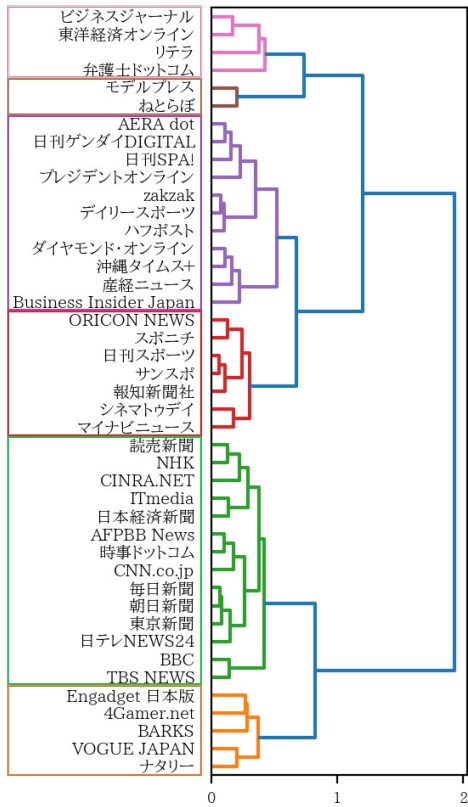 ビジネスジャーナル
東洋経済オンライン
リテラ
弁護士ドットコム
モデルプレス
ねとらぼ
AERA dot
日刊ゲンダイDIGITAL
日刊SPA!
プレジデントオンライン
zakzak
デイリースポーツ
ハフポスト
ダイヤモンド・オンライン
沖縄タイムス+
産経ニュース
Business Insider Japan
ORICON NEWS
スポニチ
日刊スポーツ
サンスポ
報知新聞社
シネマトゥデイ
マイナビニュース
読売新聞
NHK
CINRA.NET
ITmedia
日本経済新聞
AFPBB News
時事ドットコム
CNN.co.jp
毎日新聞
朝日新聞
東京新聞
日テレNEWS24
BBC
TBS NEWS
Engadget 日本版
4Gamer.net
BARKS
VOGUE JAPAN
ナタリー
0 1 2